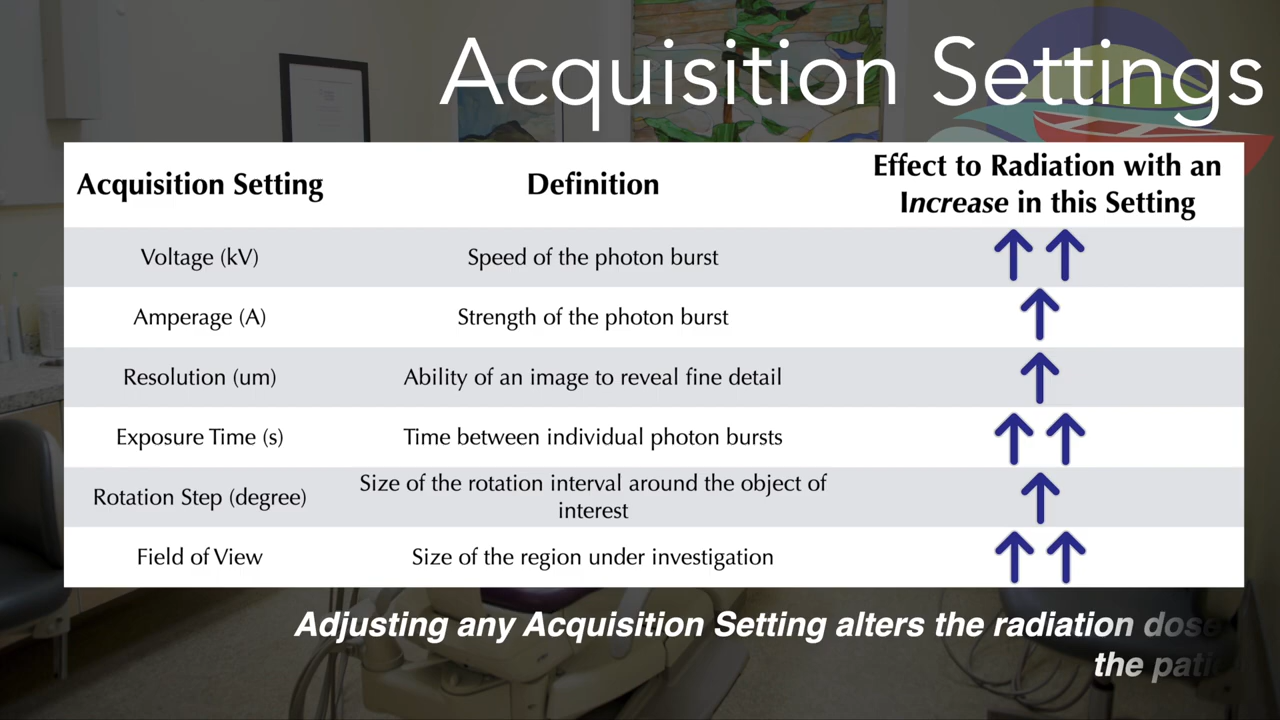 Acquisition Settings
Acquisition Setting
Definition
Effect to Radiation with an
Increase in this Setting
Voltage (kV)
Speed of the photon burst
Amperage (A)
Strength of the photon burst
Resolution (um)
Ability of an image to reveal fine detail
Exposure Time (s)
Time between individual photon bursts
Rotation Step (degree)
Size of the rotation interval around the object of
interest
Field of View
Size of the region under investigation
Adjusting any Acquisition Setting alters the radiation dose
the